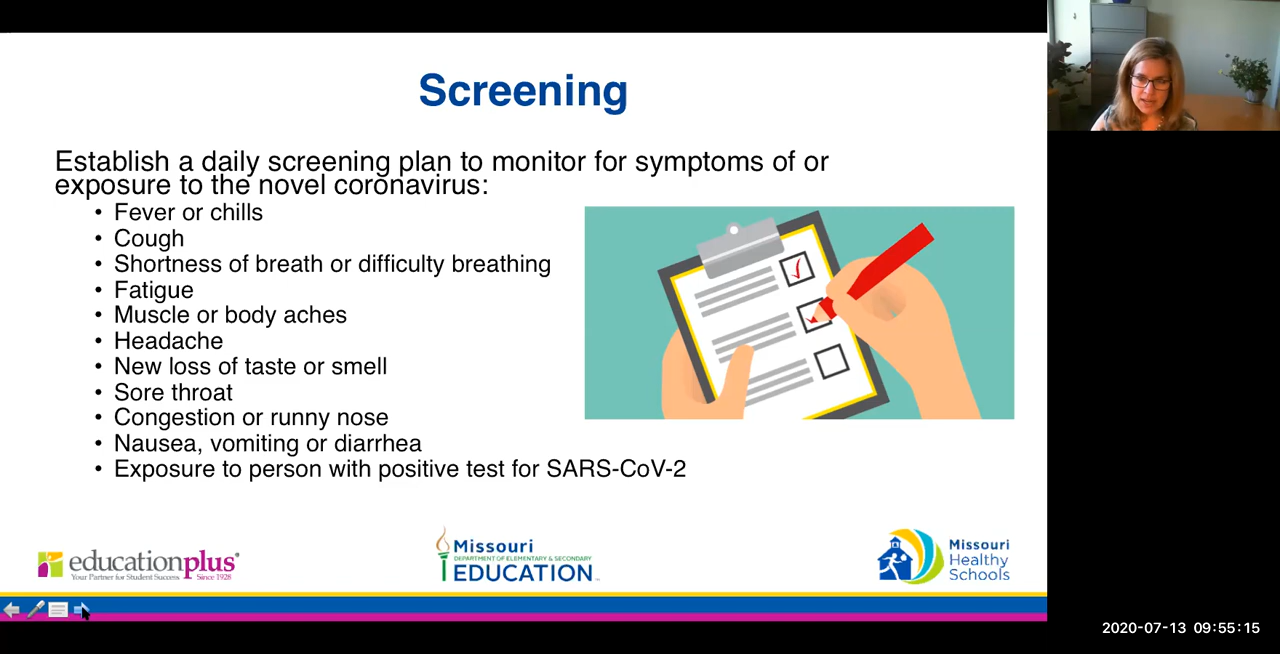 Screening
Establish a daily screening plan to monitor for symptoms of or
exposure to the novel coronavirus:
• Fever or chills
• Cough
• Shortness of breath or difficulty breathing
• Fatigue
• Muscle or body aches
• Headache
• New loss of taste or smell
• Sore throat
• Congestion or runny nose
• Nausea, vomiting or diarrhea
• Exposure to person with positive test for SARS-CoV-2
educationplus®
Your Partner for Student Success Since 1928
Missouri
DEPARTMENT OF ELEMENTARY & SECONDARY
EDUCATION
Missouri
Healthy
Schools
2020-07-13 09:55:15